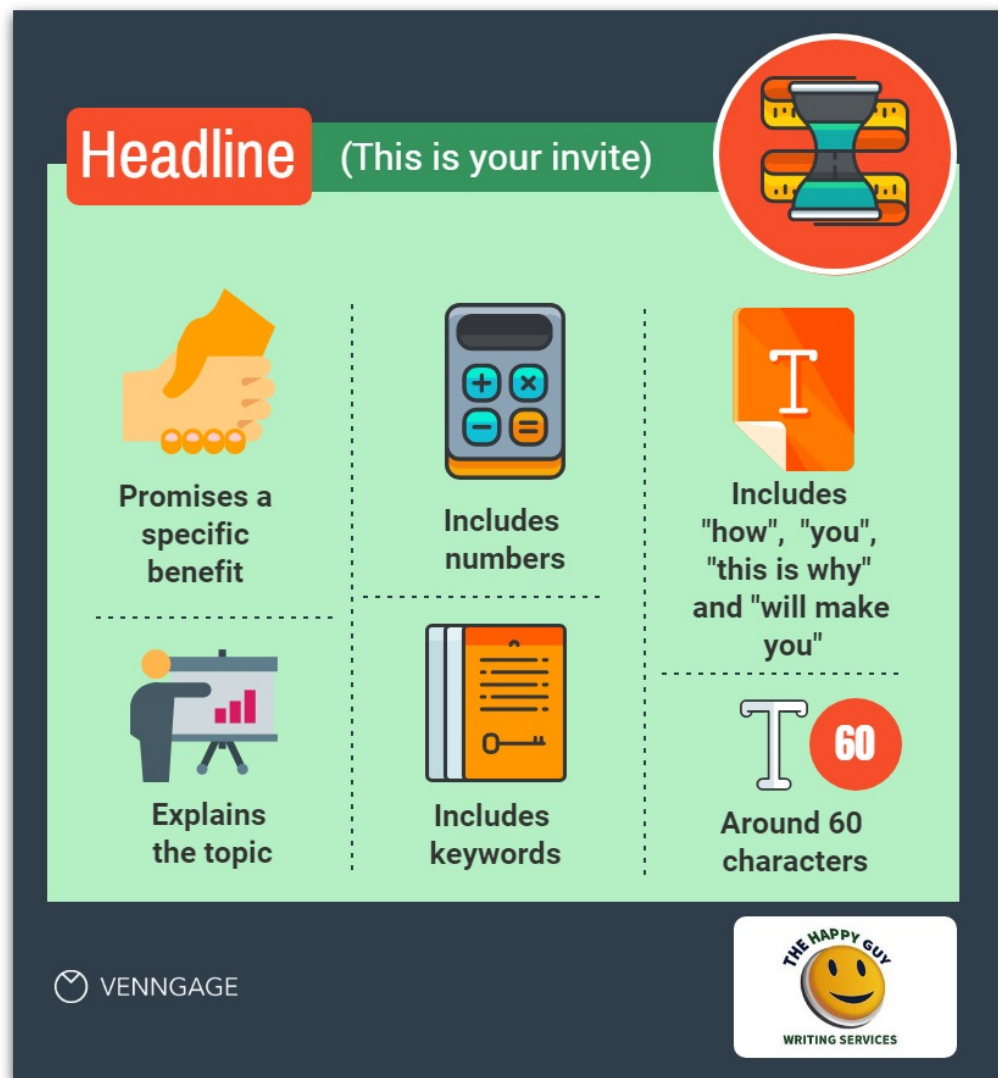 Headline
(This is your invite)
Promises a
specific
benefit
Explains
the topic
Includes
numbers
Includes
keywords
T
Includes
"how", "you",
"this is why"
and "will make
you"
T
60
Around 60
characters
VENNGAGE
THE HAPPY GUY
WRITING SERVICES